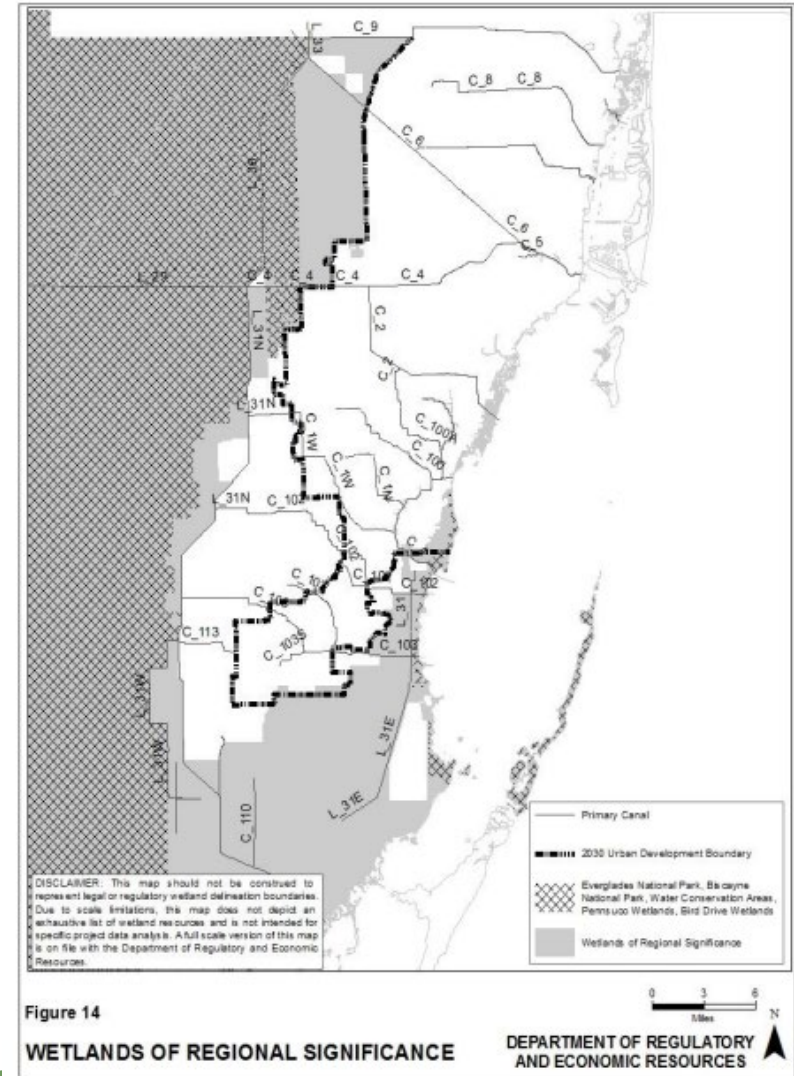 C_9
L_33
C_8
C_8
C_6
L_30
C_6
C_5
L_29
C_4
C_4
C_4
C_4
L_31N
C_2
C_2
L_31N
C_1W
C_100A
C_100
C_1W
C_1N
L_31N
C_102
C_102
L_31
C_113
C_103S
C_103
L_31W
L_31W
L_31E
L_31E
C_110
Primary Canal
2030 Urban Development Boundary
Everglades National Park, Biscayne
National Park, Water Conservation Areas,
Pennsuco Wetlands, Bird Drive Wetlands
Wetlands of Regional Significance
DISCLAIMER: This map should not be construed to
represent legal or regulatory wetland delineation boundaries.
Due to scale limitations, this map does not depict an
exhaustive list of wetland resources and is not intended for
specific project data analysis. A full scale version of this map
is on file with the Department of Regulatory and Economic
Resources.
0 3 6
Miles
N
Figure 14
WETLANDS OF REGIONAL SIGNIFICANCE
DEPARTMENT OF REGULATORY
AND ECONOMIC RESOURCES